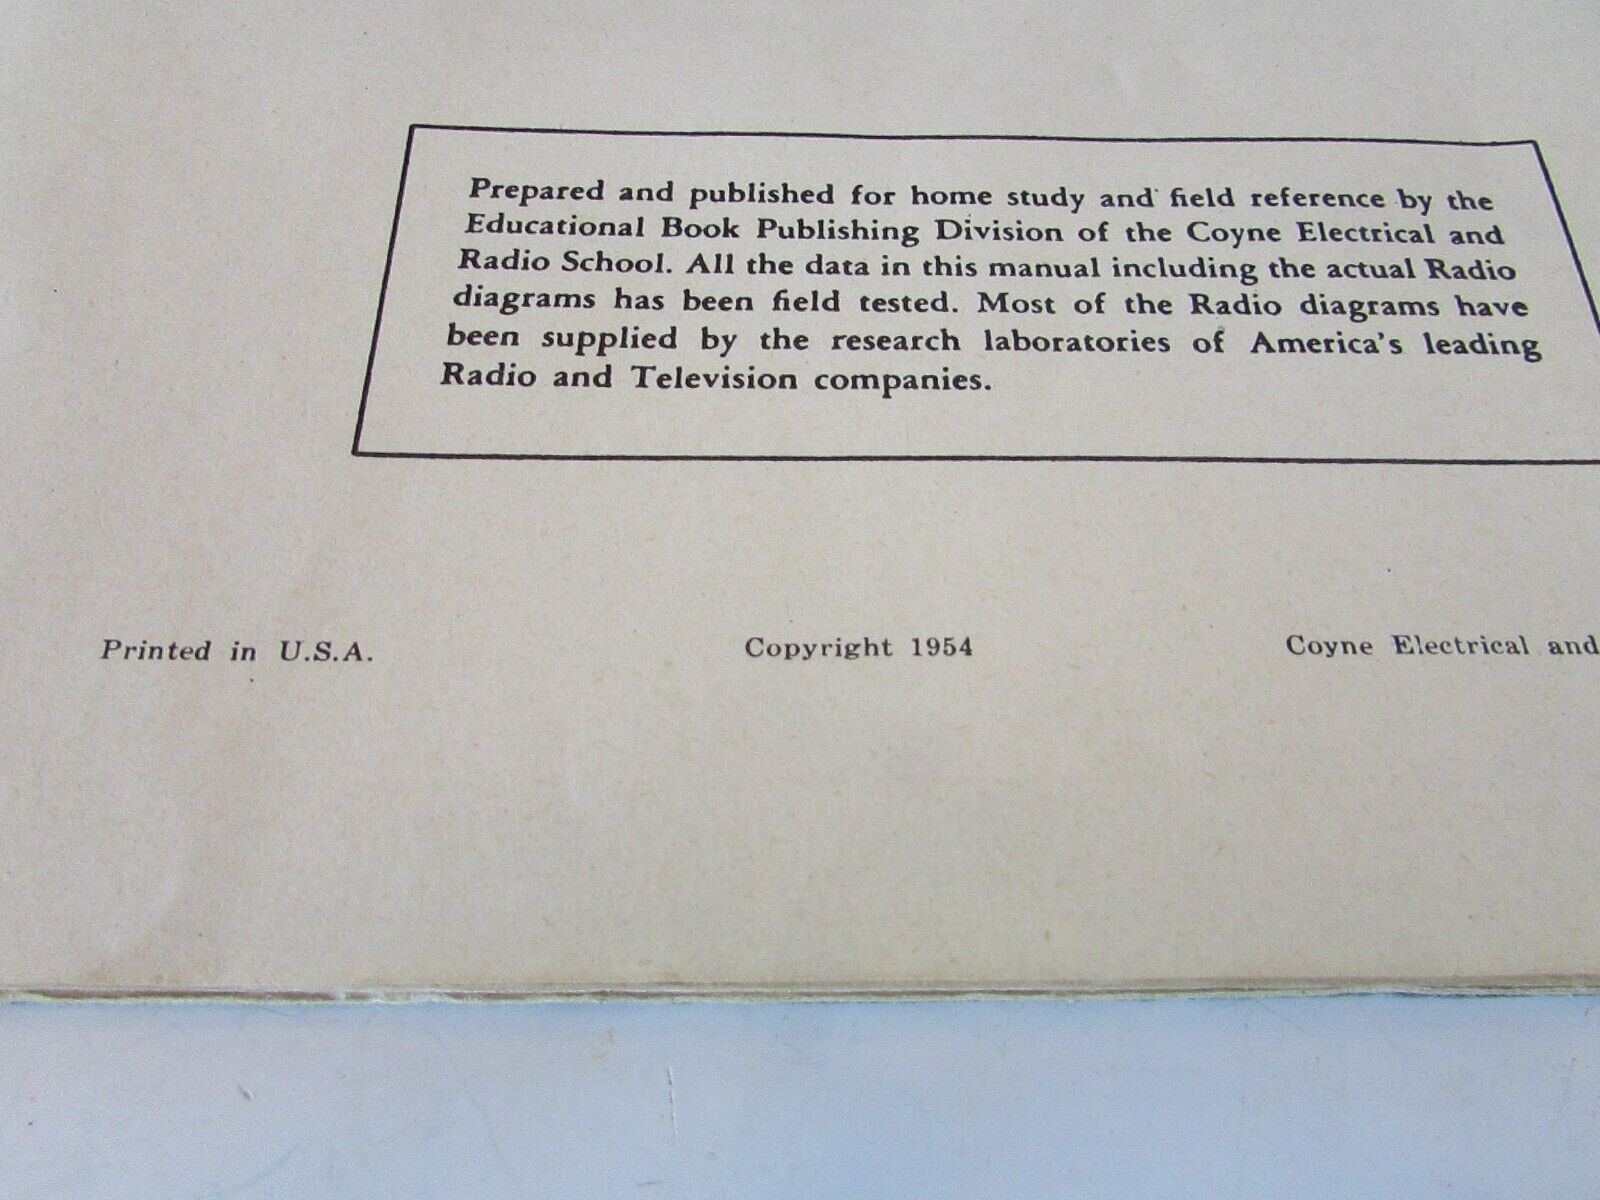 Prepared and published for home study and field reference by the
Educational Book Publishing Division of the Coyne Electrical and
Radio School. All the data in this manual including the actual Radio
diagrams has been field tested. Most of the Radio diagrams have
been supplied by the research laboratories of America's leading
Radio and Television companies.
Printed in U.S.A. Copyright 1954 Coyne Electrical and